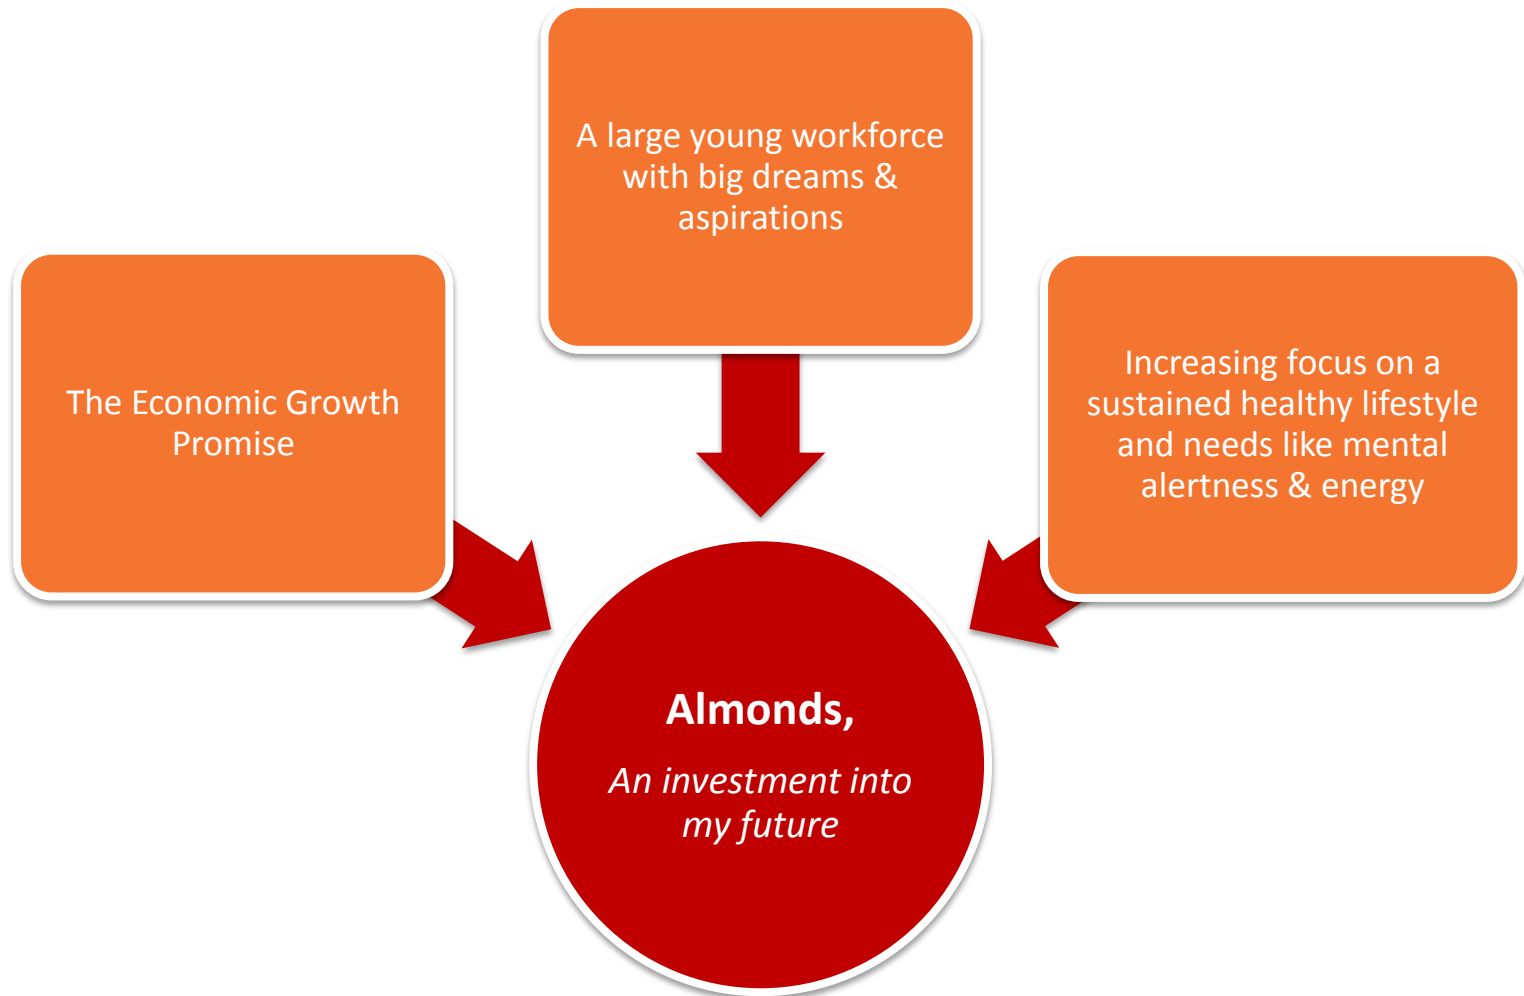 A large young workforce
with big dreams &
aspirations
The Economic Growth
Promise
Increasing focus on a
sustained healthy lifestyle
and needs like mental
alertness & energy
Almonds,
An investment into
my future